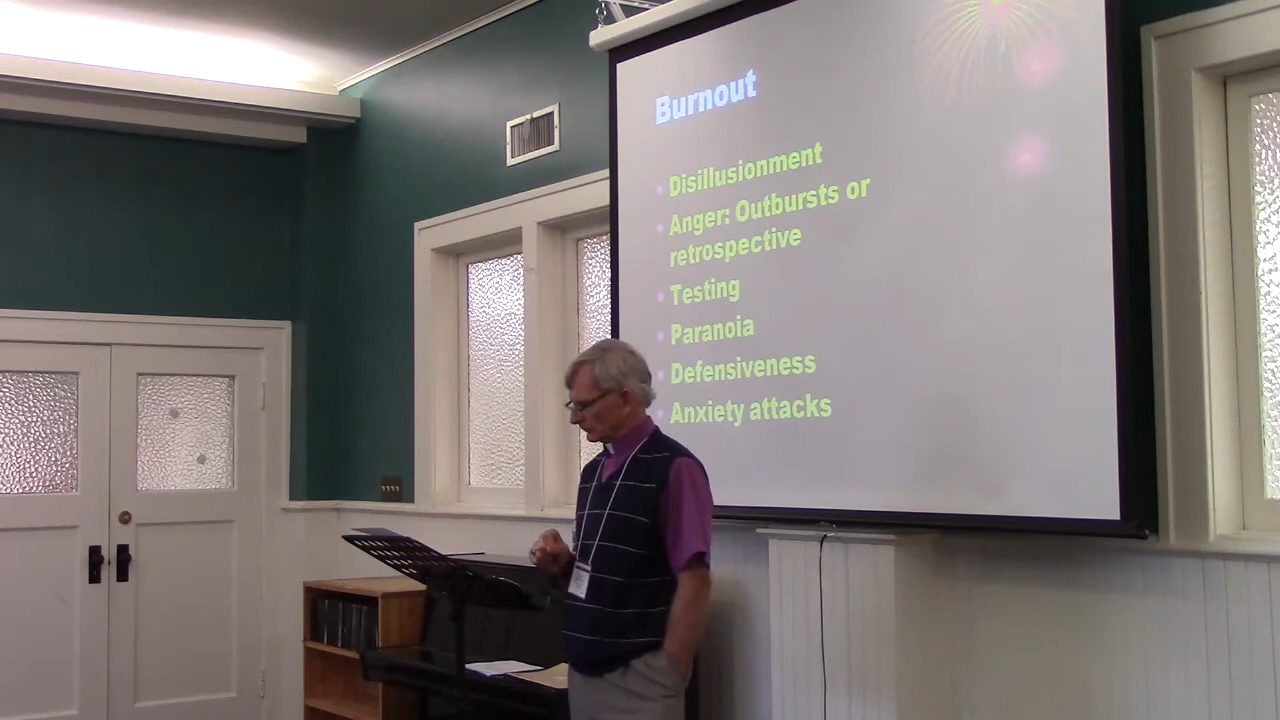 Burnout
Disillusionment
Anger: Outbursts or
retrospective
Testing
Paranoia
Defensiveness
Anxiety attacks